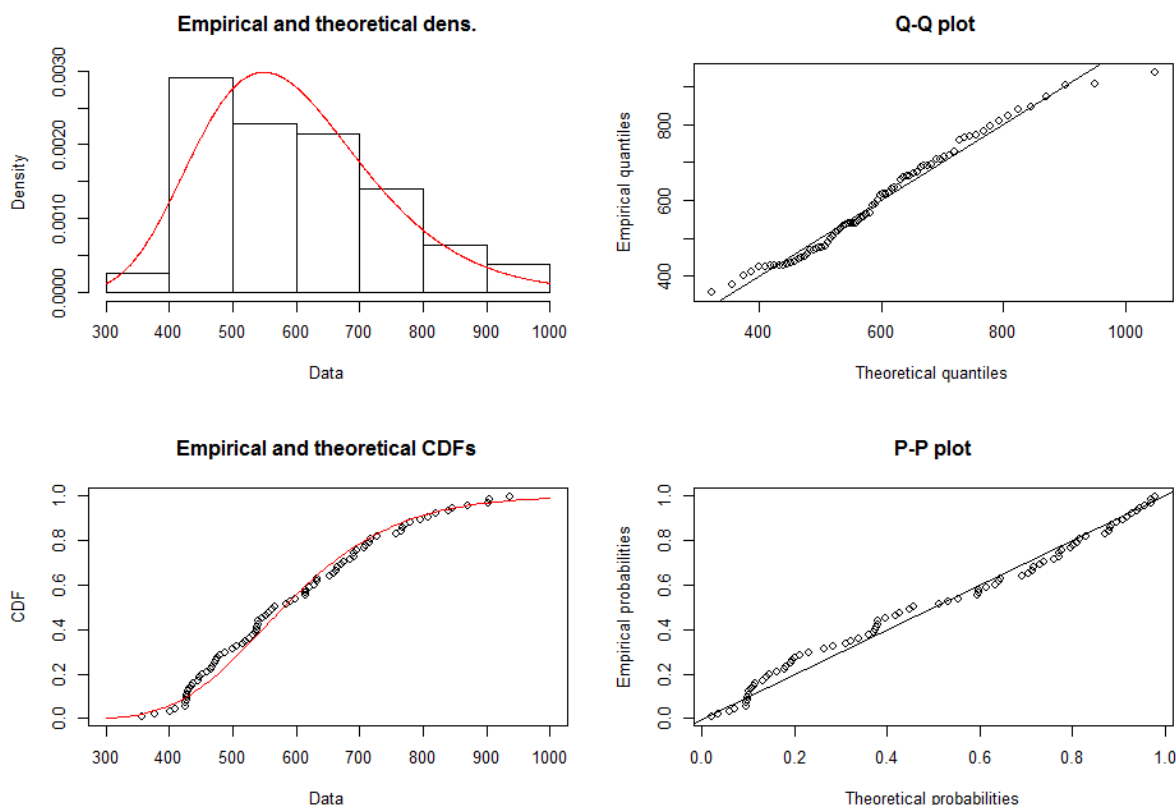 Empirical and theoretical dens.
Density
0.0000 0.0010 0.0020 0.0030
300 400 500 600 700 800 900 1000
Data
Q-Q plot
Empirical quantiles
400 600 800
400 600 800 1000
Theoretical quantiles
Empirical and theoretical CDFs
CDF
0.0 0.2 0.4 0.6 0.8 1.0
300 400 500 600 700 800 900 1000
Data
P-P plot
Empirical probabilities
0.0 0.2 0.4 0.6 0.8 1.0
0.0 0.2 0.4 0.6 0.8 1.0
Theoretical probabilities